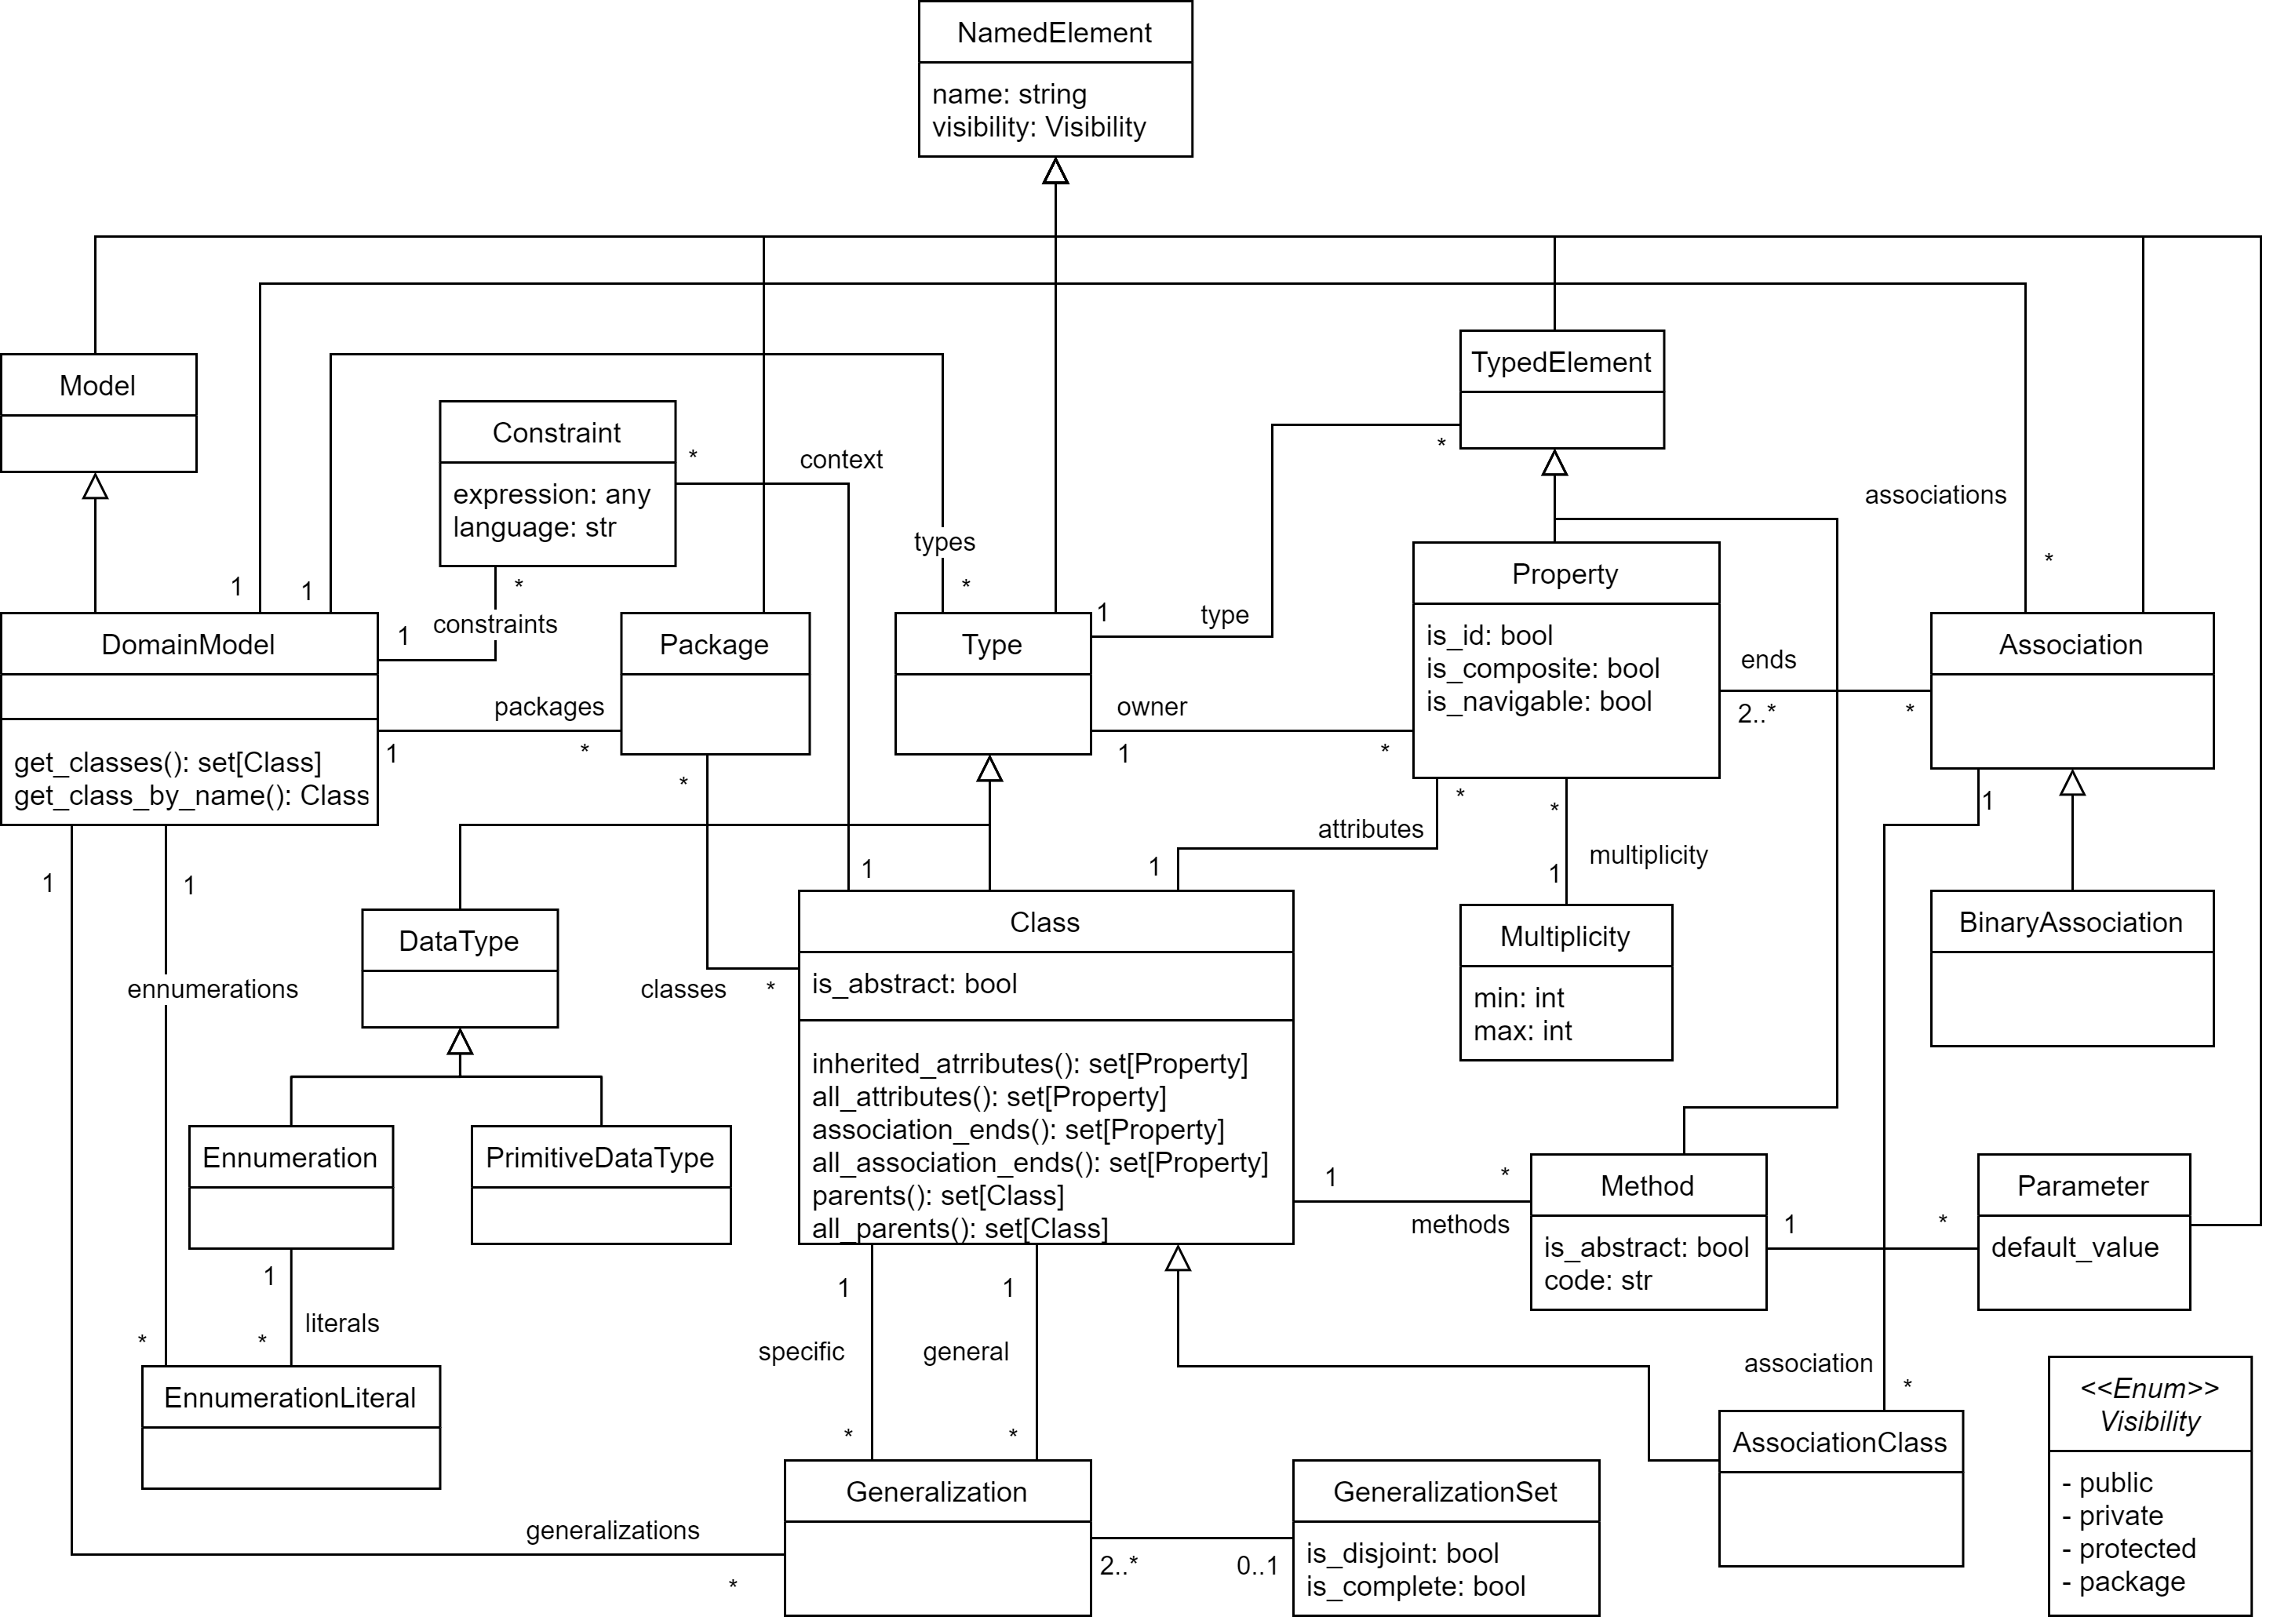 NamedElement
name: string
visibility: Visibility
Model
Constraint
expression: any
language: str
*
context
TypedElement
*
associations
*
types
*
1
1
*
constraints
1
DomainModel
get_classes(): set[Class]
get_class_by_name(): Class
packages
1
*
Package
*
Type
1
type
owner
1
*
Property
is_id: bool
is_composite: bool
is_navigable: bool
ends
2..*
*
Association
1
*
attributes
1
1
*
multiplicity
1
1
1
ennumerations
DataType
classes
*
Class
is_abstract: bool
inherited_atrributes(): set[Property]
all_attributes(): set[Property]
association_ends(): set[Property]
all_association_ends(): set[Property]
parents(): set[Class]
all_parents(): set[Class]
Multiplicity
min: int
max: int
BinaryAssociation
Ennumeration
PrimitiveDataType
1
*
methods
Method
is_abstract: bool
code: str
1
*
Parameter
default_value
1
literals
*
*
EnnumerationLiteral
1
specific
*
1
general
*
association
*
AssociationClass
<<Enum>>
Visibility
- public
- private
- protected
- package
generalizations
*
Generalization
2..*
0..1
GeneralizationSet
is_disjoint: bool
is_complete: bool